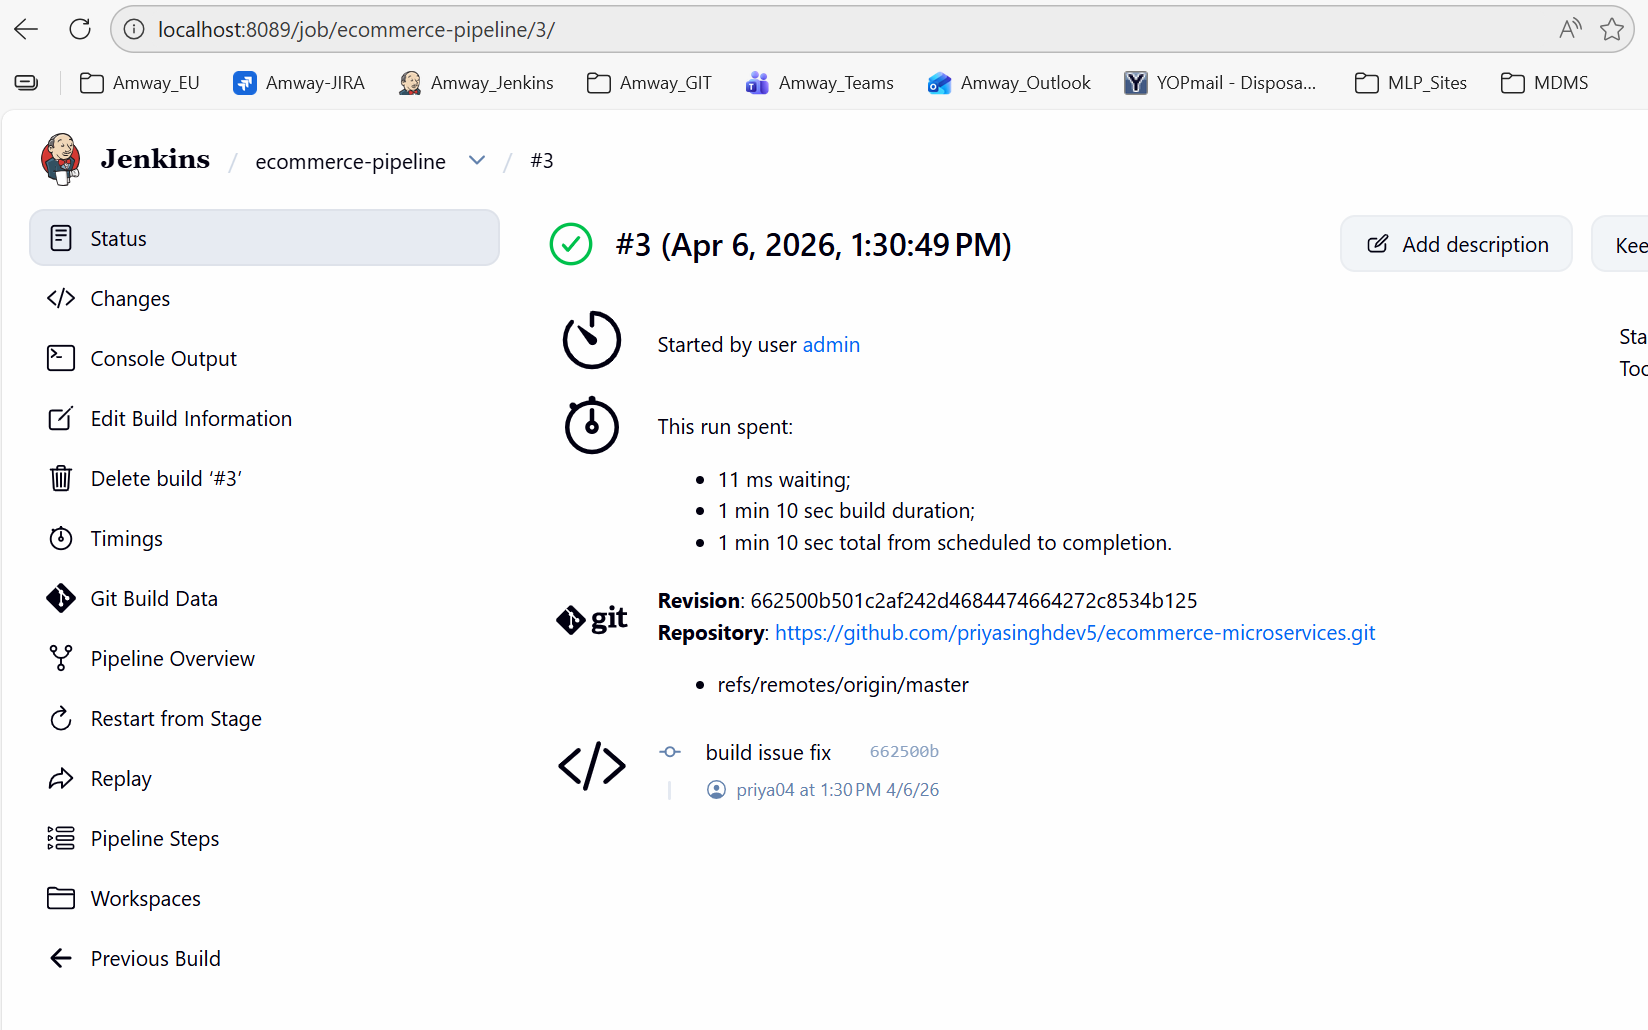 localhost:8089/job/ecommerce-pipeline/3/
Amway_EU
Amway-JIRA
Amway_Jenkins
Amway_GIT
Amway_Teams
Amway_Outlook
YOPmail - Disposa...
MLP_Sites
MDMS
Jenkins / ecommerce-pipeline / #3
Status
Changes
Console Output
Edit Build Information
Delete build ‘#3’
Timings
Git Build Data
Pipeline Overview
Restart from Stage
Replay
Pipeline Steps
Workspaces
Previous Build
#3 (Apr 6, 2026, 1:30:49 PM)
Add description
Kee
Sta
Started by user admin
This run spent:
11 ms waiting;
1 min 10 sec build duration;
1 min 10 sec total from scheduled to completion.
git
Revision: 662500b501c2af242d4684474664272c8534b125
Repository: https://github.com/priyasinghdev5/ecommerce-microservices.git
refs/remotes/origin/master
build issue fix 662500b
priya04 at 1:30 PM 4/6/26